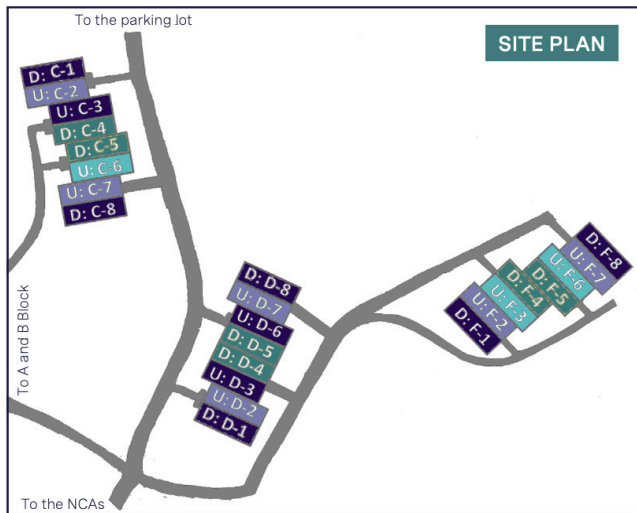 To the parking lot
SITE PLAN
D: C-1
U: C-2
U: C-3
D: C-4
D: C-5
U: C-6
U: C-7
D: C-8
D: D-8
U: D-7
U: D-6
D: D-5
D: D-4
U: D-3
U: D-2
D: D-1
D: F-8
U: F-7
U: F-6
D: F-5
D: F-4
U: F-3
U: F-2
D: F-1
To A and B Block
To the NCAs